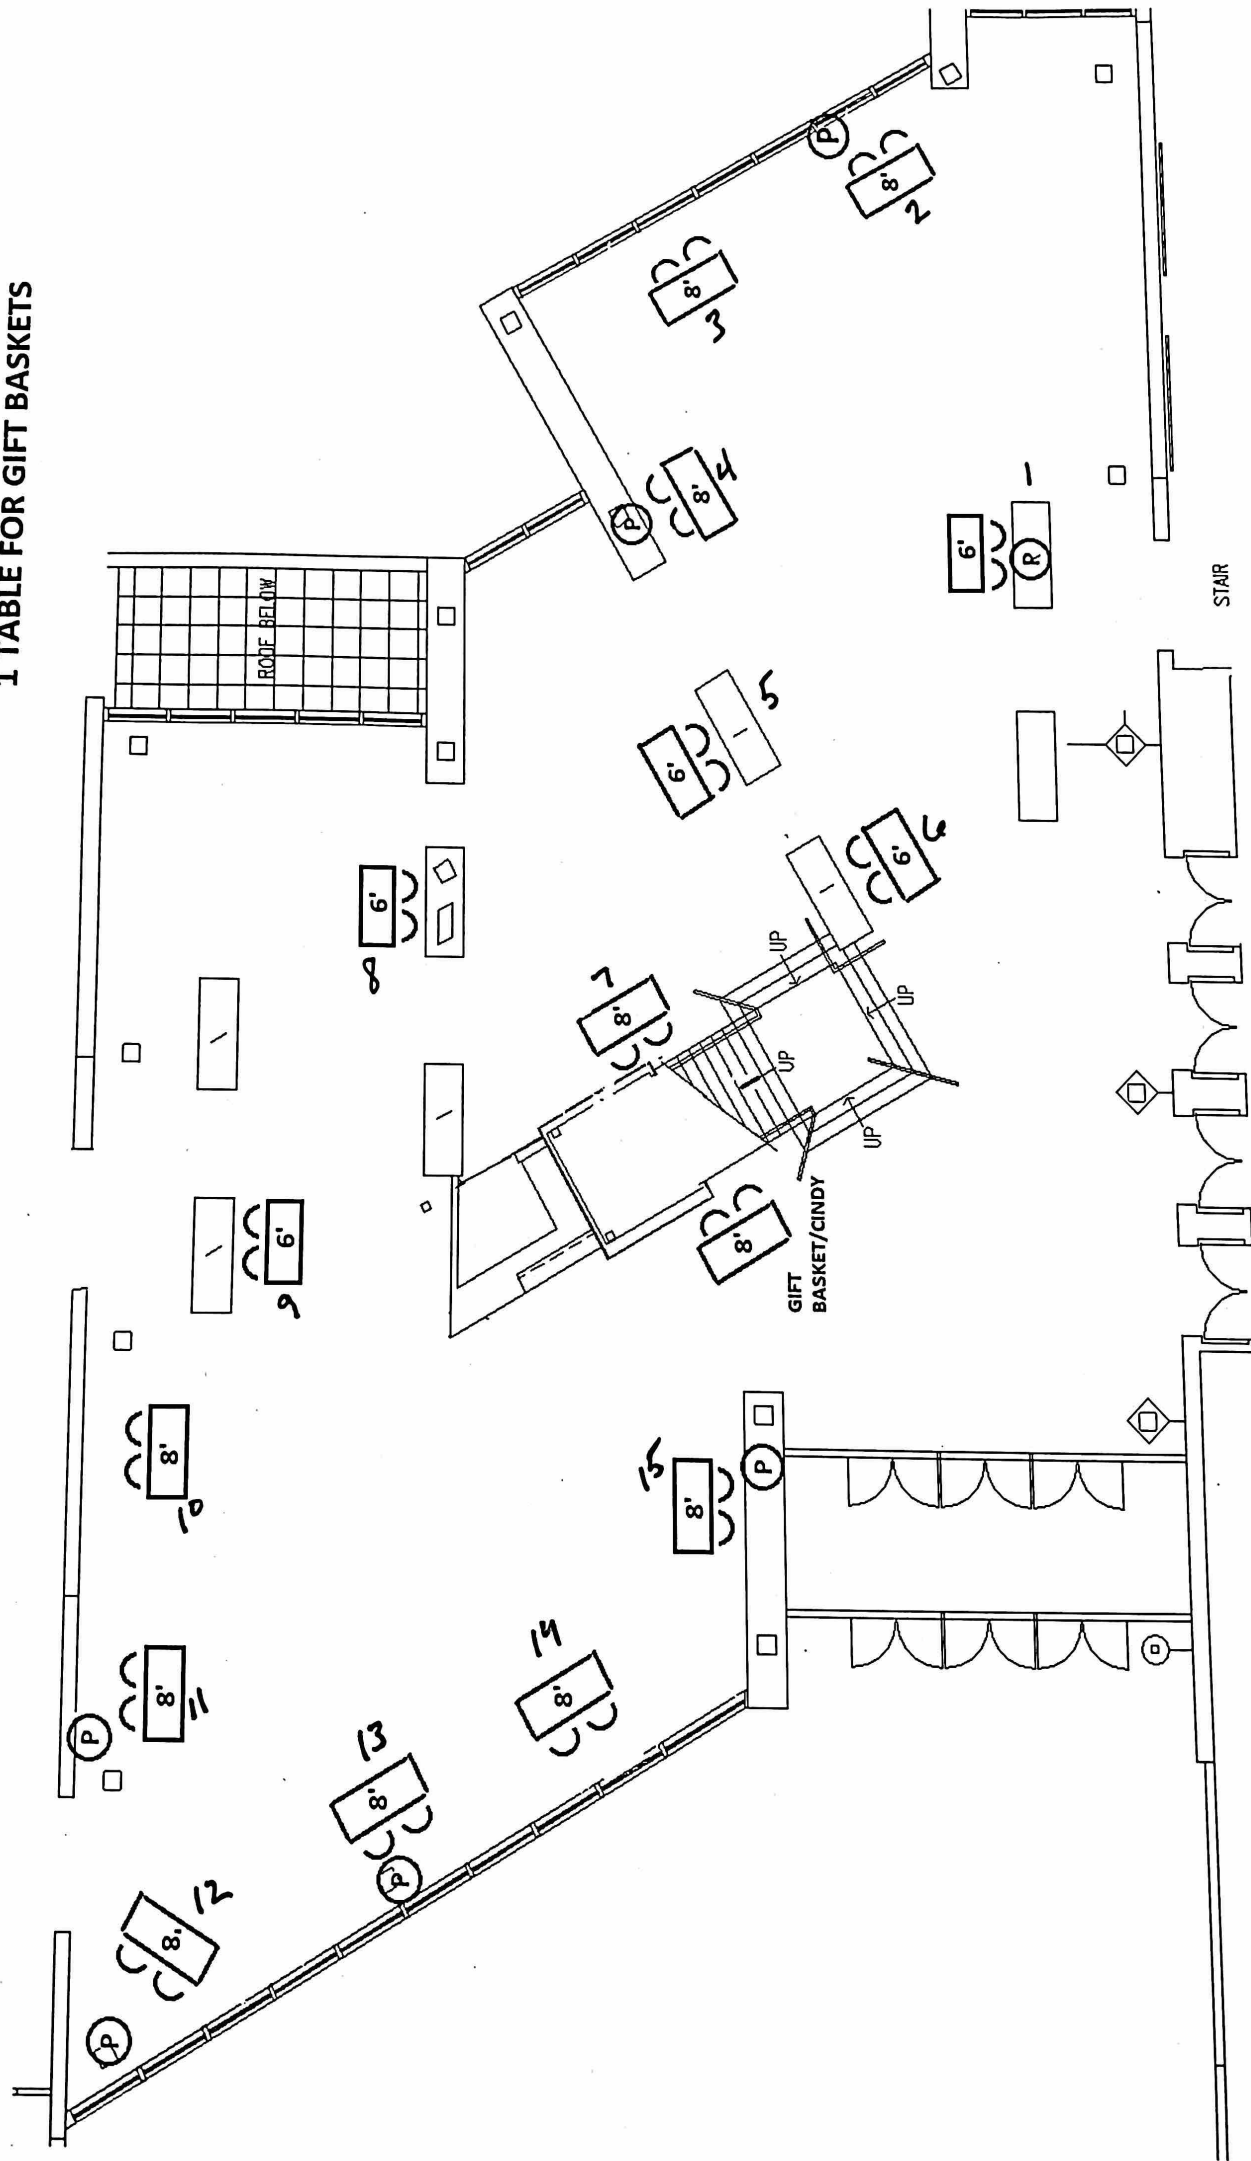 1 TABLE FOR GIFT BASKETS
ROOF BELOW
P
8'
2
8'
3
P
8'
4
6'
R
1
STAIR
6'
5
6'
6
6'
8
8'
7
UP
UP
UP
UP
8'
GIFT
BASKET/CINDY
6'
9
8'
10
8'
15
P
P
8'
11
8'
14
8'
13
P
8'
12
P